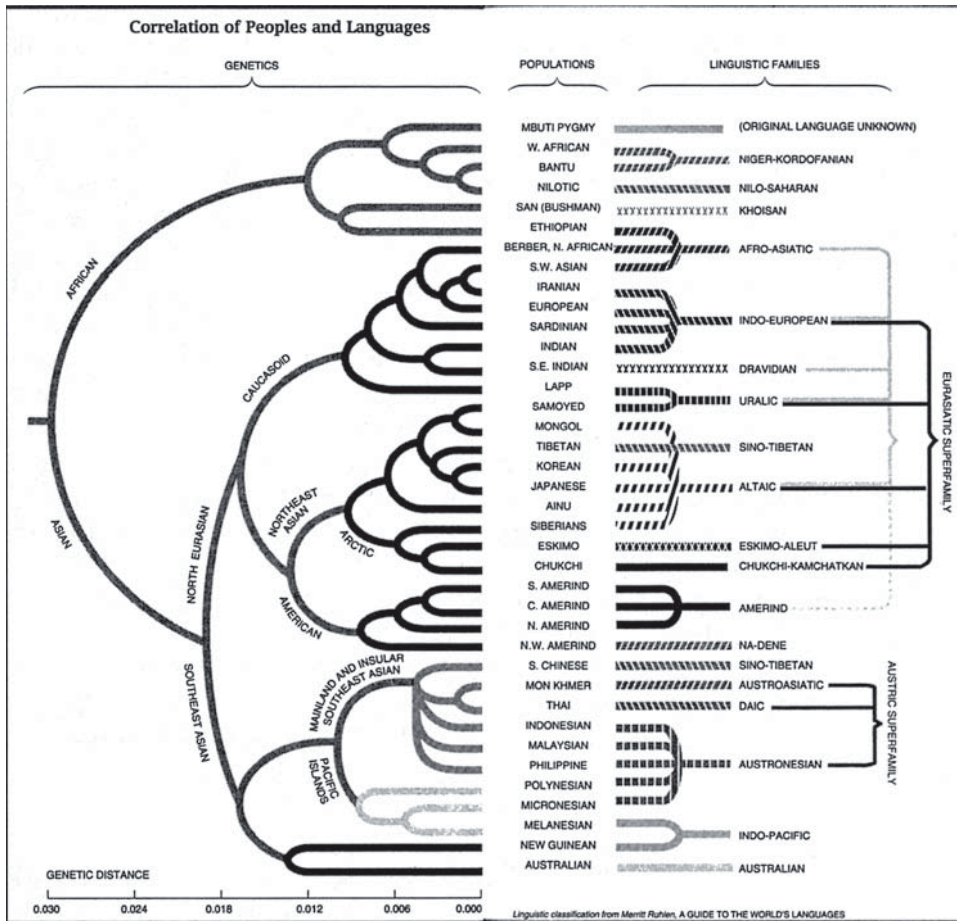 Correlation of Peoples and Languages
GENETICS
POPULATIONS
LINGUISTIC FAMILIES
MBUTI PYGMY
(ORIGINAL LANGUAGE UNKNOWN)
W. AFRICAN
BANTU
NIGER-KORDOFANIAN
NILOTIC
NILO-SAHARAN
SAN (BUSHMAN)
KHOISAN
ETHIOPIAN
BERBER, N. AFRICAN
AFRO-ASIATIC
S.W. ASIAN
IRANIAN
EUROPEAN
INDO-EUROPEAN
SARDINIAN
INDIAN
S.E. INDIAN
DRAVIDIAN
LAPP
URALIC
SAMOYED
MONGOL
TIBETAN
SINO-TIBETAN
KOREAN
JAPANESE
ALTAIC
AINU
SIBERIANS
ESKIMO
ESKIMO-ALEUT
CHUKCHI
CHUKCHI-KAMCHATKAN
S. AMERIND
C. AMERIND
AMERIND
N. AMERIND
N.W. AMERIND
NA-DENE
S. CHINESE
SINO-TIBETAN
MON KHMER
AUSTROASIATIC
THAI
DAIC
INDONESIAN
MALAYSIAN
PHILIPPINE
AUSTRONESIAN
POLYNESIAN
MICRONESIAN
MELANESIAN
INDO-PACIFIC
NEW GUINEAN
AUSTRALIAN
AUSTRALIAN
AFRICAN
ASIAN
CAUCASOID
NORTH EURASIAN
NORTHEAST
ASIAN
ARCTIC
AMERICAN
SOUTHEAST ASIAN
MAINLAND AND INSULAR
SOUTHEAST ASIAN
PACIFIC
ISLANDS
EURASIATIC SUPERFAMILY
AUSTRIC SUPERFAMILY
GENETIC DISTANCE
0.030 0.024 0.018 0.012 0.006 0.000
Linguistic classification from Merritt Ruhlen, A GUIDE TO THE WORLD'S LANGUAGES